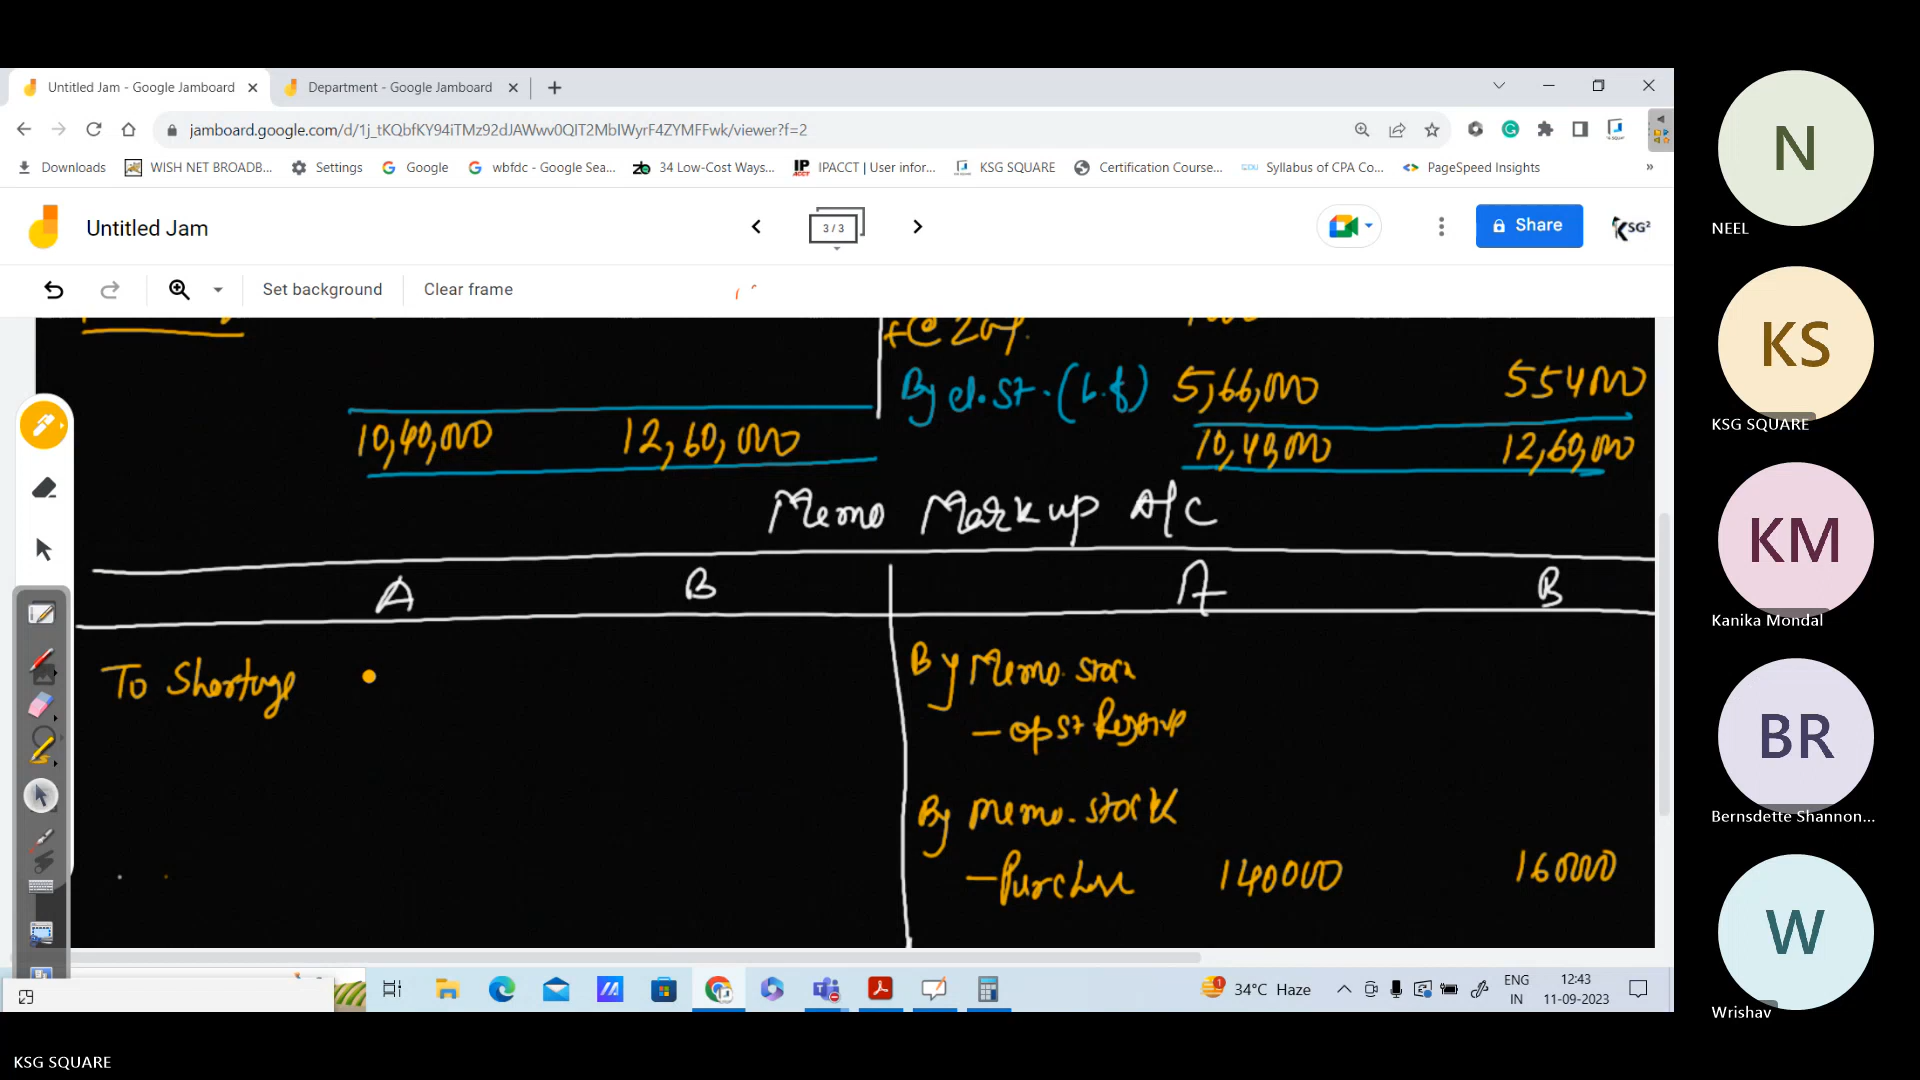 Untitled Jam - Google Jamboard
Department - Google Jamboard
jamboard.google.com/d/1j_tKQbfKY94iTMz92dJAWwv0QIT2MbIWyrF4ZYMFFwk/viewer?f=2
Downloads WISH NET BROADB... Settings Google wbfdc - Google Sea... 34 Low-Cost Ways... IPACCT | User infor... KSG SQUARE Certification Course... Syllabus of CPA Co... PageSpeed Insights »
Untitled Jam
3 / 3
Share
KSG²
Set background Clear frame
By cl. St. (b.f) 5,66,000 554000
10,40,000 12,60,000 10,40,000 12,60,000
Memo Markup A/C
A B A B
To Shortage
By Memo. stock
- op st
By memo. stock
- Purchase 140000 160000
34°C Haze
ENG
IN
12:43
11-09-2023
N
NEEL
KS
KSG SQUARE
KM
Kanika Mondal
BR
Bernsdette Shannon...
W
Wrishav
KSG SQUARE